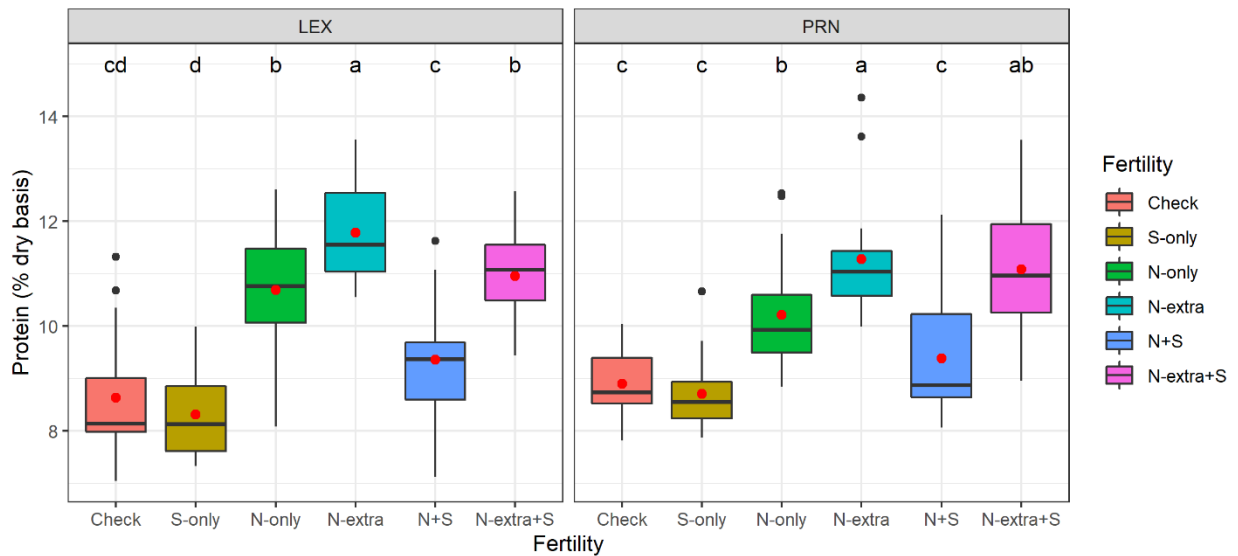 LEX
PRN
cd d b a c b
c c b a c ab
Protein (% dry basis)
14
12
10
8
Check S-only N-only N-extra N+S N-extra+S
Check S-only N-only N-extra N+S N-extra+S
Fertility
Fertility
Check
S-only
N-only
N-extra
N+S
N-extra+S